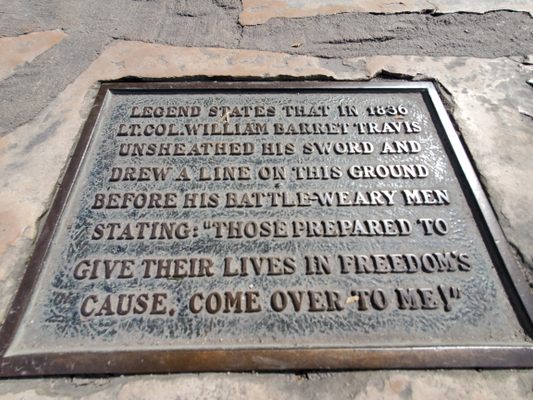 LEGEND STATES THAT IN 1836
LT. COL. WILLIAM BARRET TRAVIS
UNSHEATHED HIS SWORD AND
DREW A LINE ON THIS GROUND
BEFORE HIS BATTLE-WEARY MEN
STATING: "THOSE PREPARED TO
GIVE THEIR LIVES IN FREEDOM'S
CAUSE. COME OVER TO ME!"